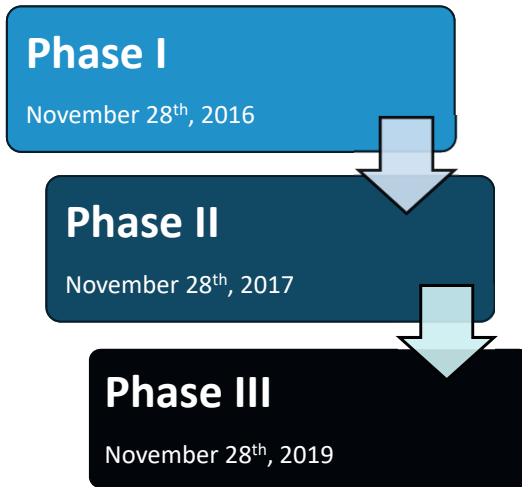 Phase I
November 28th, 2016
Phase II
November 28th, 2017
Phase III
November 28th, 2019